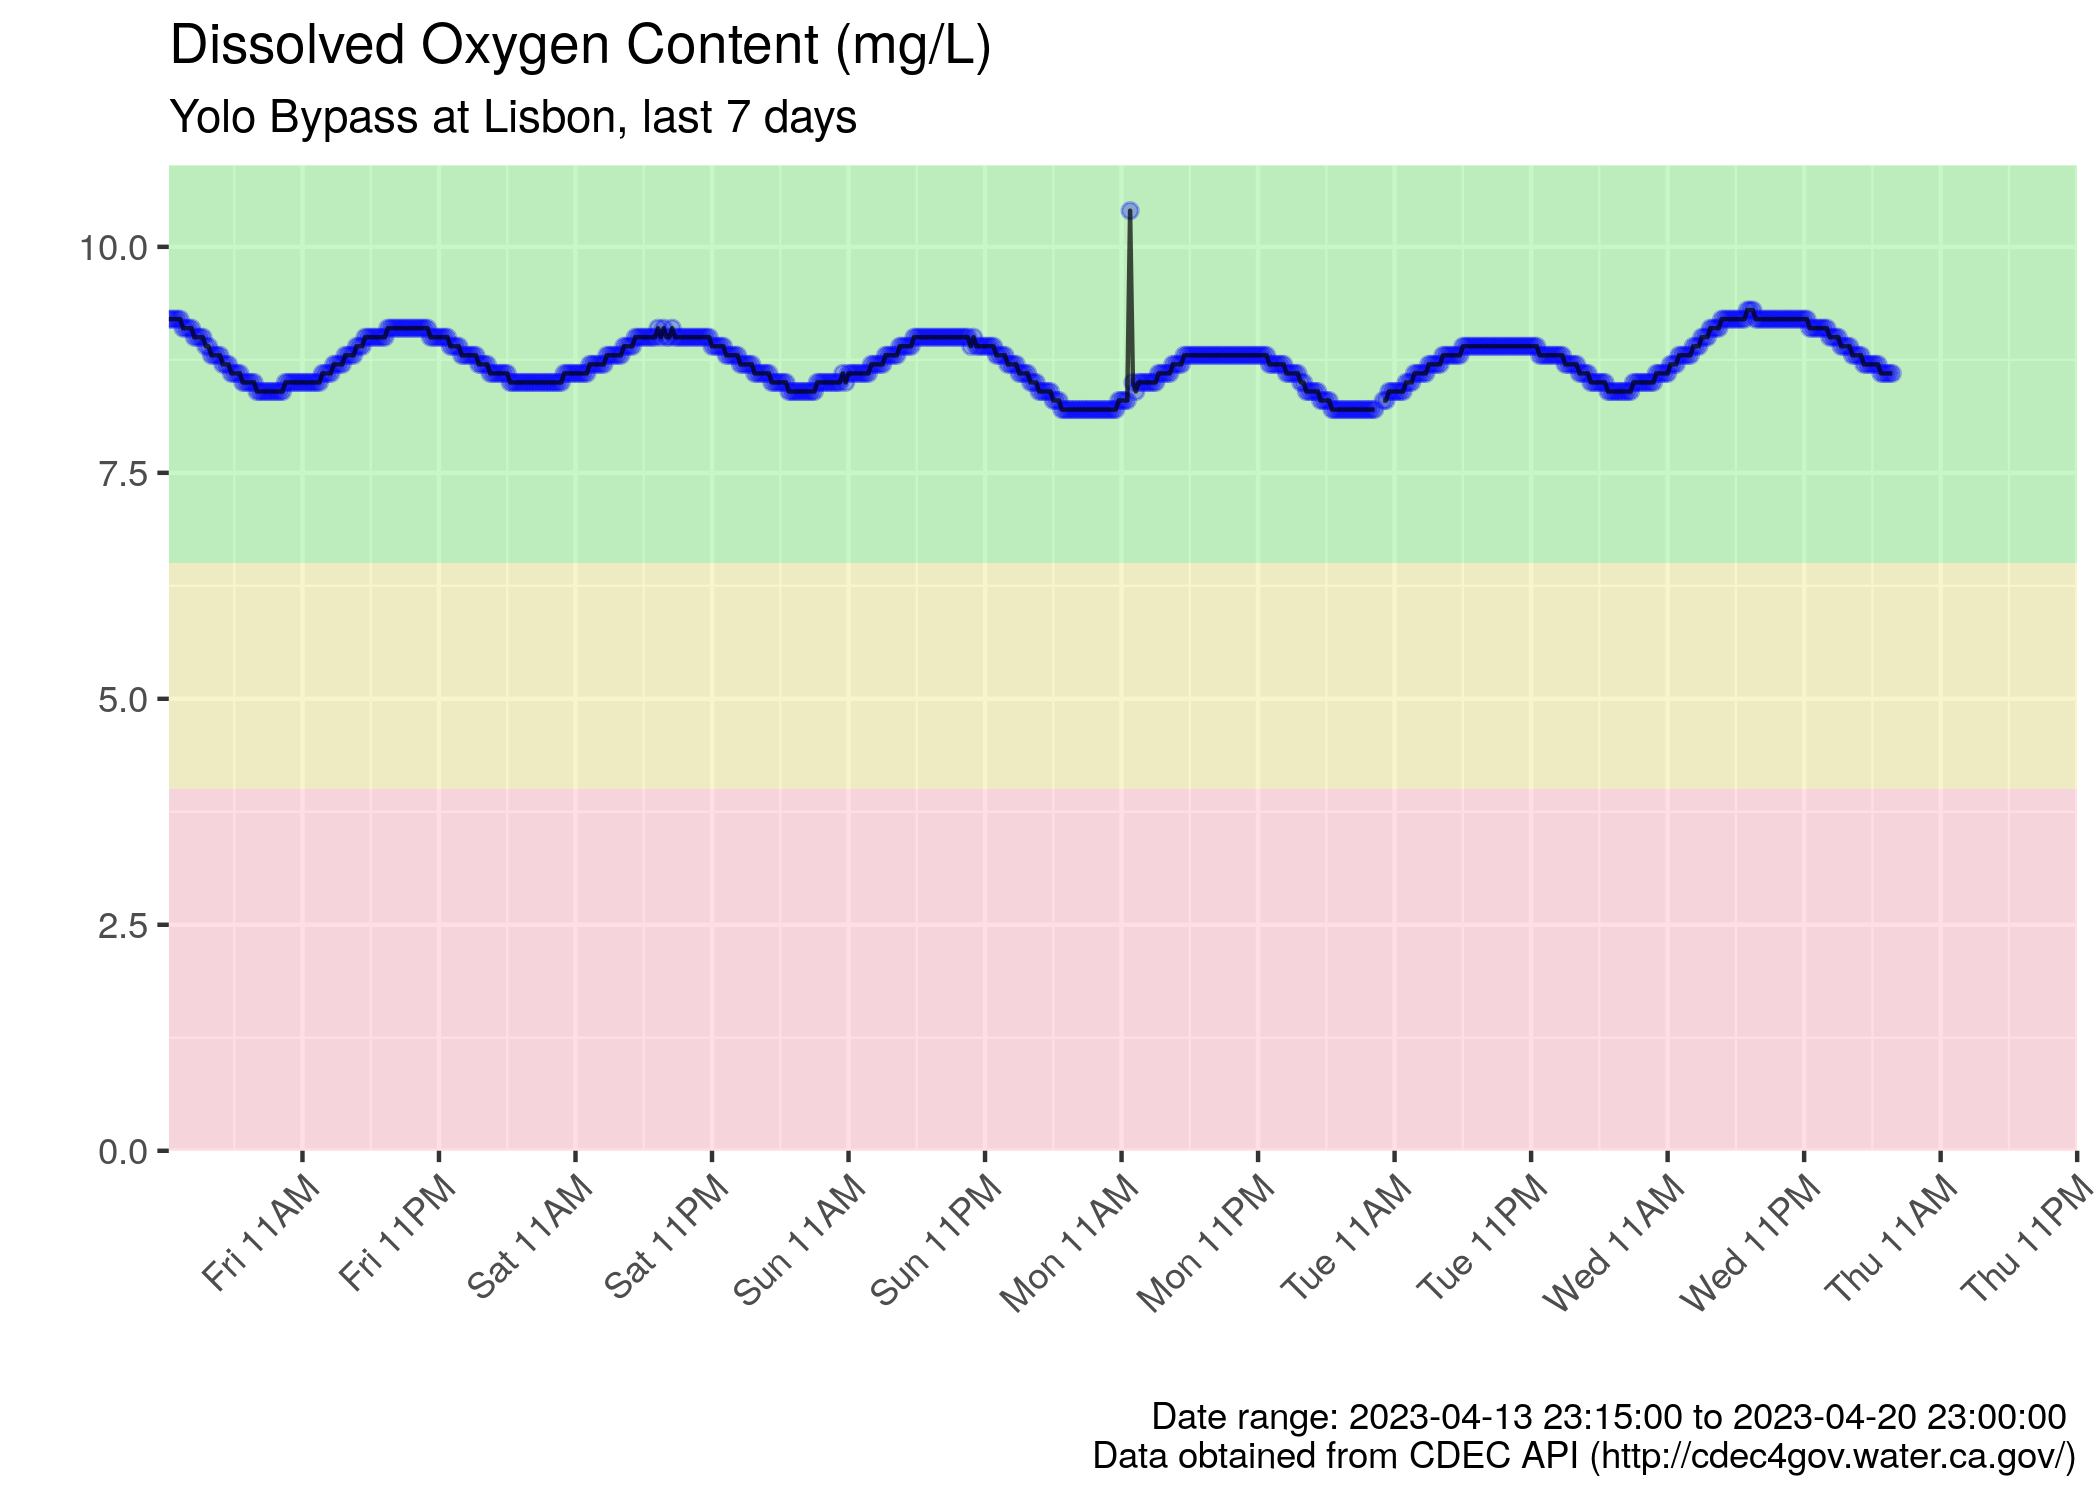 Dissolved Oxygen Content (mg/L)
Yolo Bypass at Lisbon, last 7 days
10.0
7.5
5.0
2.5
0.0
Fri 11AM
Fri 11PM
Sat 11AM
Sat 11PM
Sun 11AM
Sun 11PM
Mon 11AM
Mon 11PM
Tue 11AM
Tue 11PM
Wed 11AM
Wed 11PM
Thu 11AM
Thu 11PM
Date range: 2023-04-13 23:15:00 to 2023-04-20 23:00:00
Data obtained from CDEC API (http://cdec4gov.water.ca.gov/)